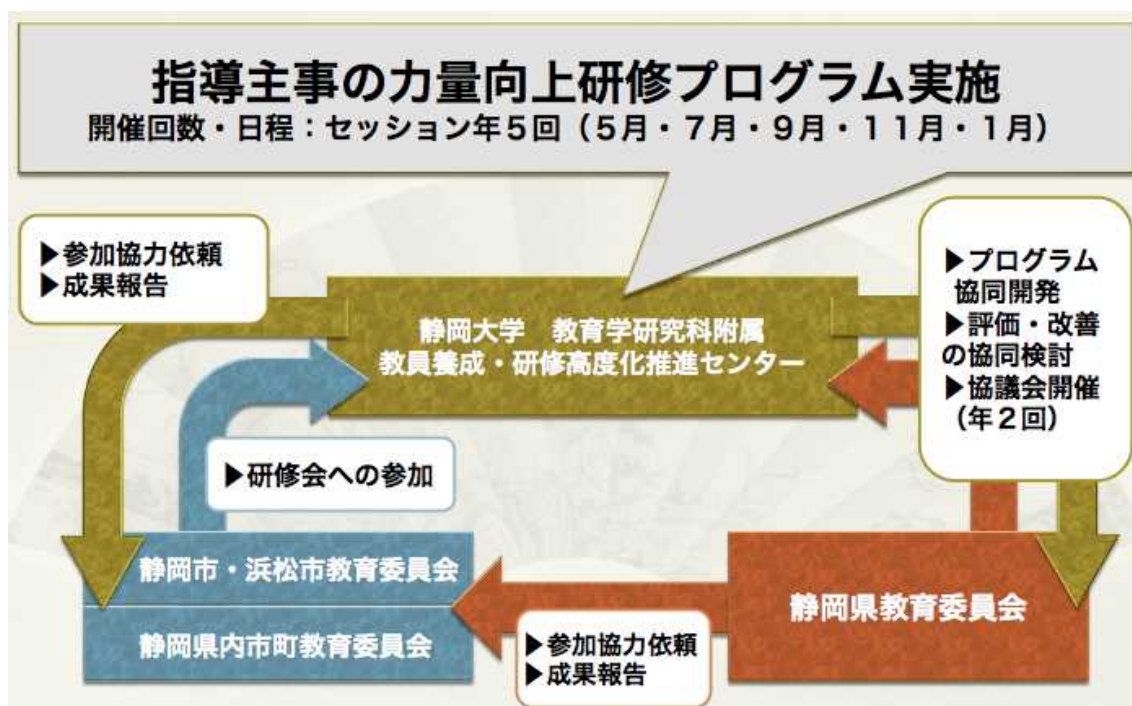 指導主事の力量向上研修プログラム実施
開催回数・日程：セッション年５回（５月・７月・９月・１１月・１月）
▶参加協力依頼
▶成果報告
静岡大学　教育学研究科附属
教員養成・研修高度化推進センター
▶プログラム
協同開発
▶評価・改善
の協同検討
▶協議会開催
（年２回）
▶研修会への参加
静岡市・浜松市教育委員会
静岡県内市町教育委員会
▶参加協力依頼
▶成果報告
静岡県教育委員会